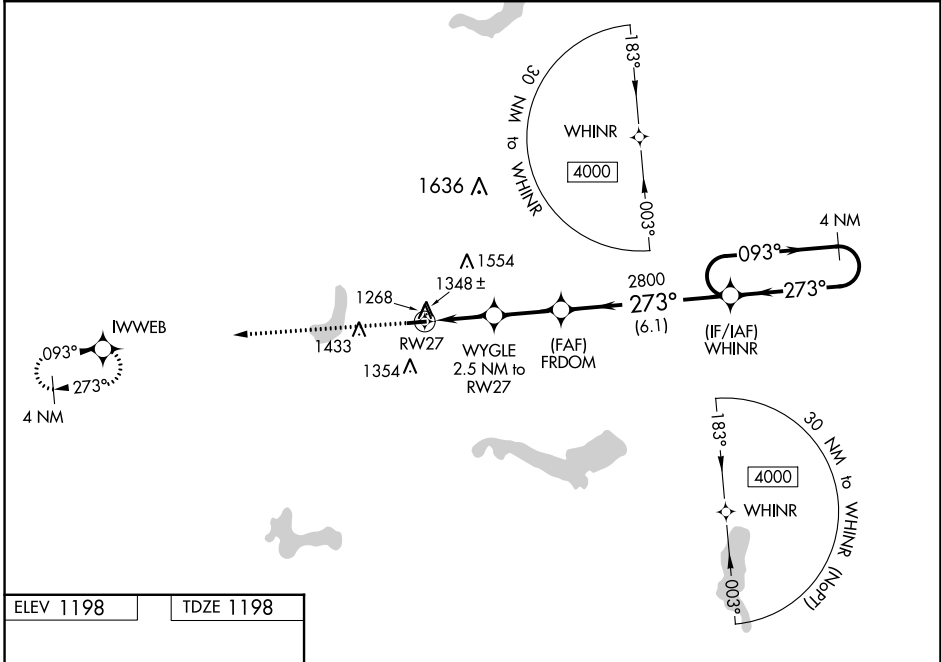 183°
30 NM to WHINR
WHINR
4000
003°
1636
4 NM
093°
1554
1348 ±
2800
273°
273°
1268
(6.1)
IWWEB
(IF/IAF)
WHINR
1433
RW27
WYGLE
2.5 NM to
RW27
(FAF)
FRDOM
093°
1354
273°
4 NM
183°
30 NM to WHINR (NoPT)
4000
WHINR
003°
ELEV 1198
TDZE 1198